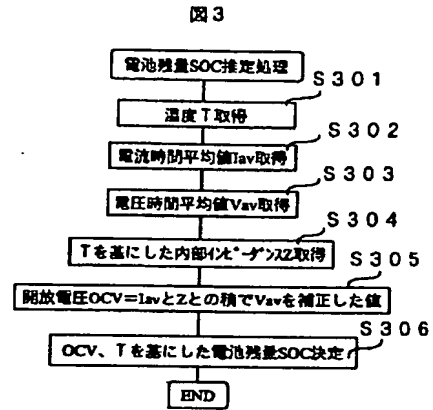 図3
電池残量SOC推定処理
S301
温度T取得
S302
電流時間平均値Iav取得
S303
電圧時間平均値Vav取得
S304
Tを基にした内部インピーダンスZ取得
S305
開放電圧OCV=IavとZとの積でVavを補正した値
S306
OCV、Tを基にした電池残量SOC決定
END